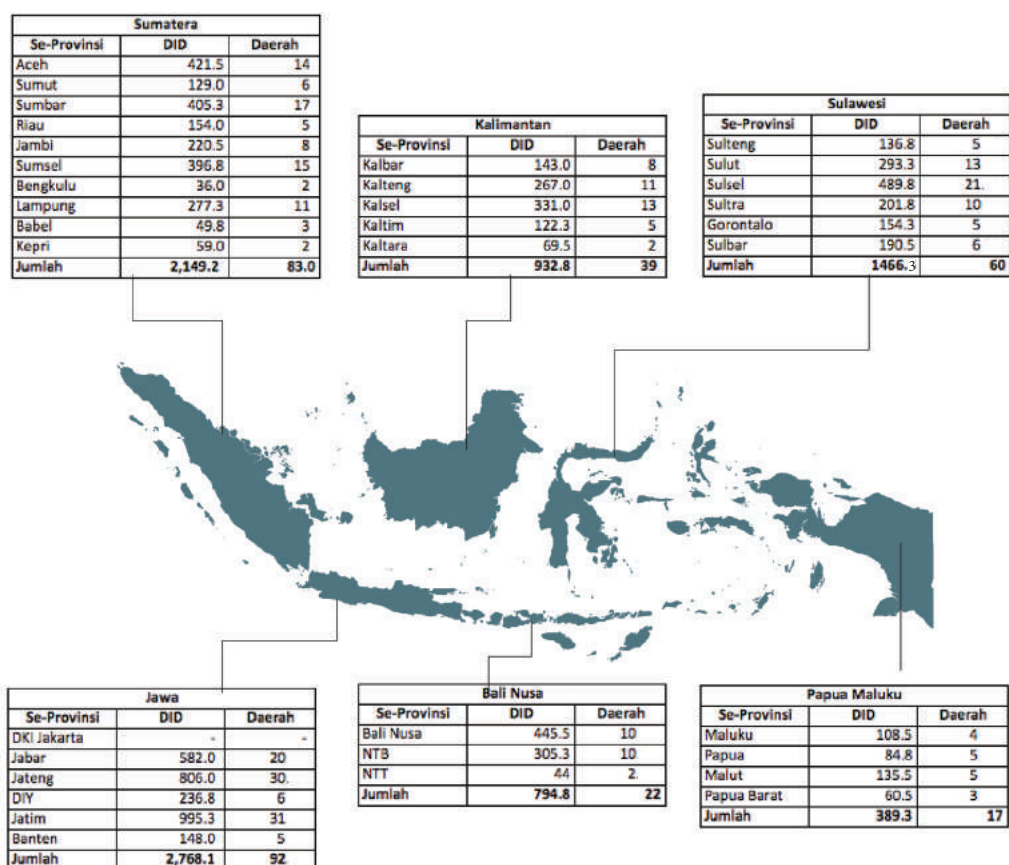 Sumatera
Se-Provinsi DID Daerah
Aceh 421.5 14
Sumut 129.0 6
Sumbar 405.3 17
Riau 154.0 5
Jambi 220.5 8
Sumsel 396.8 15
Bengkulu 36.0 2
Lampung 277.3 11
Babel 49.8 3
Kepri 59.0 2
Jumlah 2,149.2 83.0
Kalimantan
Se-Provinsi DID Daerah
Kalbar 143.0 8
Kalteng 267.0 11
Kalsel 331.0 13
Kaltim 122.3 5
Kaltara 69.5 2
Jumlah 932.8 39
Sulawesi
Se-Provinsi DID Daerah
Sulteng 136.8 5
Sulut 293.3 13
Sulsel 489.8 21.
Sultra 201.8 10
Gorontalo 154.3 5
Sulbar 190.5 6
Jumlah 1466.3 60
Jawa
Se-Provinsi DID Daerah
DKI Jakarta - -
Jabar 582.0 20
Jateng 806.0 30.
DIY 236.8 6
Jatim 995.3 31
Banten 148.0 5
Jumlah 2,768.1 92
Bali Nusa
Se-Provinsi DID Daerah
Bali Nusa 445.5 10
NTB 305.3 10
NTT 44 2.
Jumlah 794.8 22
Papua Maluku
Se-Provinsi DID Daerah
Maluku 108.5 4
Papua 84.8 5
Malut 135.5 5
Papua Barat 60.5 3
Jumlah 389.3 17